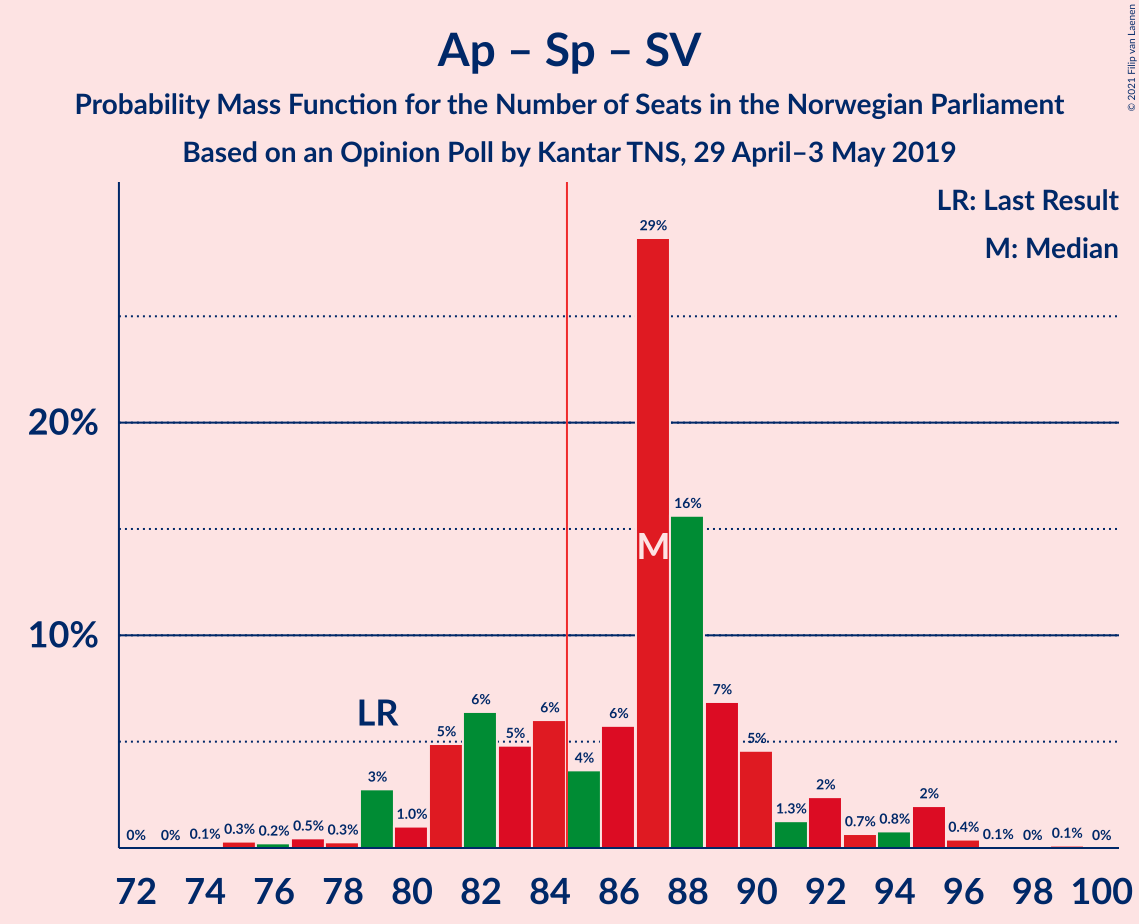 Ap – Sp – SV
Probability Mass Function for the Number of Seats in the Norwegian Parliament
Based on an Opinion Poll by Kantar TNS, 29 April–3 May 2019
© 2021 Filip van Laenen
LR: Last Result
M: Median
20%
10%
LR
M
0% 0% 0.1% 0.3% 0.2% 0.5% 0.3% 3% 1.0% 5% 6% 5% 6% 4% 6% 29% 16% 7% 5% 1.3% 2% 0.7% 0.8% 2% 0.4% 0.1% 0% 0.1% 0%
72 74 76 78 80 82 84 86 88 90 92 94 96 98 100